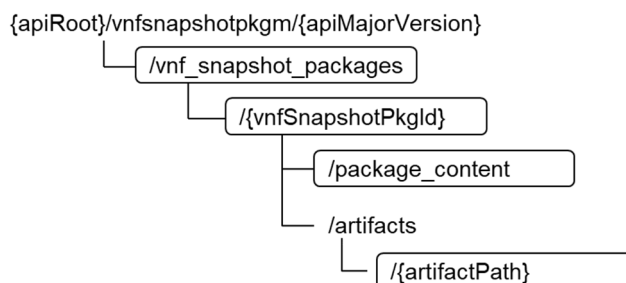 {apiRoot}/vnfsnapshotpkgm/{apiMajorVersion}
/vnf_snapshot_packages
/{vnfSnapshotPkgId}
/package_content
/artifacts
/{artifactPath}